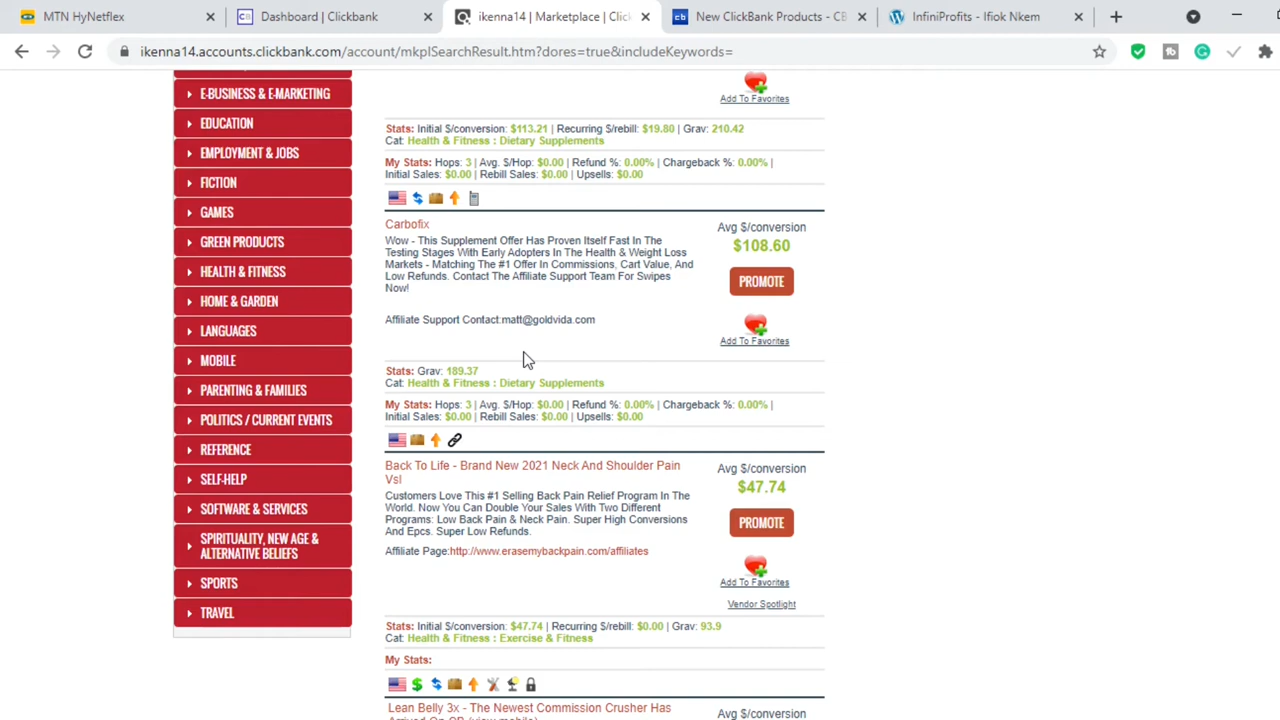 MTN HyNetflex
Dashboard | Clickbank
ikenna14 | Marketplace | Click
New ClickBank Products - CB
InfiniProfits - Ifiok Nkem
ikenna14.accounts.clickbank.com/account/mkplSearchResult.htm?dores=true&includeKeywords=
E-BUSINESS & E-MARKETING
EDUCATION
EMPLOYMENT & JOBS
FICTION
GAMES
GREEN PRODUCTS
HEALTH & FITNESS
HOME & GARDEN
LANGUAGES
MOBILE
PARENTING & FAMILIES
POLITICS / CURRENT EVENTS
REFERENCE
SELF-HELP
SOFTWARE & SERVICES
SPIRITUALITY, NEW AGE &
ALTERNATIVE BELIEFS
SPORTS
TRAVEL
Add To Favorites
Stats: Initial $/conversion: $113.21 | Recurring $/rebill: $19.80 | Grav: 210.42
Cat: Health & Fitness : Dietary Supplements
My Stats: Hops: 3 | Avg. $/Hop: $0.00 | Refund %: 0.00% | Chargeback %: 0.00% |
Initial Sales: $0.00 | Rebill Sales: $0.00 | Upsells: $0.00
Carbofix
Wow - This Supplement Offer Has Proven Itself Fast In The
Testing Stages With Early Adopters In The Health & Weight Loss
Markets - Matching The #1 Offer In Commissions, Cart Value, And
Low Refunds. Contact The Affiliate Support Team For Swipes
Now!
Affiliate Support Contact:matt@goldvida.com
Avg $/conversion
$108.60
PROMOTE
Add To Favorites
Stats: Grav: 189.37
Cat: Health & Fitness : Dietary Supplements
My Stats: Hops: 3 | Avg. $/Hop: $0.00 | Refund %: 0.00% | Chargeback %: 0.00% |
Initial Sales: $0.00 | Rebill Sales: $0.00 | Upsells: $0.00
Back To Life - Brand New 2021 Neck And Shoulder Pain
Vsl
Customers Love This #1 Selling Back Pain Relief Program In The
World. Now You Can Double Your Sales With Two Different
Programs: Low Back Pain & Neck Pain. Super High Conversions
And Epcs. Super Low Refunds.
Affiliate Page:http://www.erasemybackpain.com/affiliates
Avg $/conversion
$47.74
PROMOTE
Add To Favorites
Vendor Spotlight
Stats: Initial $/conversion: $47.74 | Recurring $/rebill: $0.00 | Grav: 93.9
Cat: Health & Fitness : Exercise & Fitness
My Stats:
Lean Belly 3x - The Newest Commission Crusher Has
Arrived On CB (view mobile)
Avg $/conversion